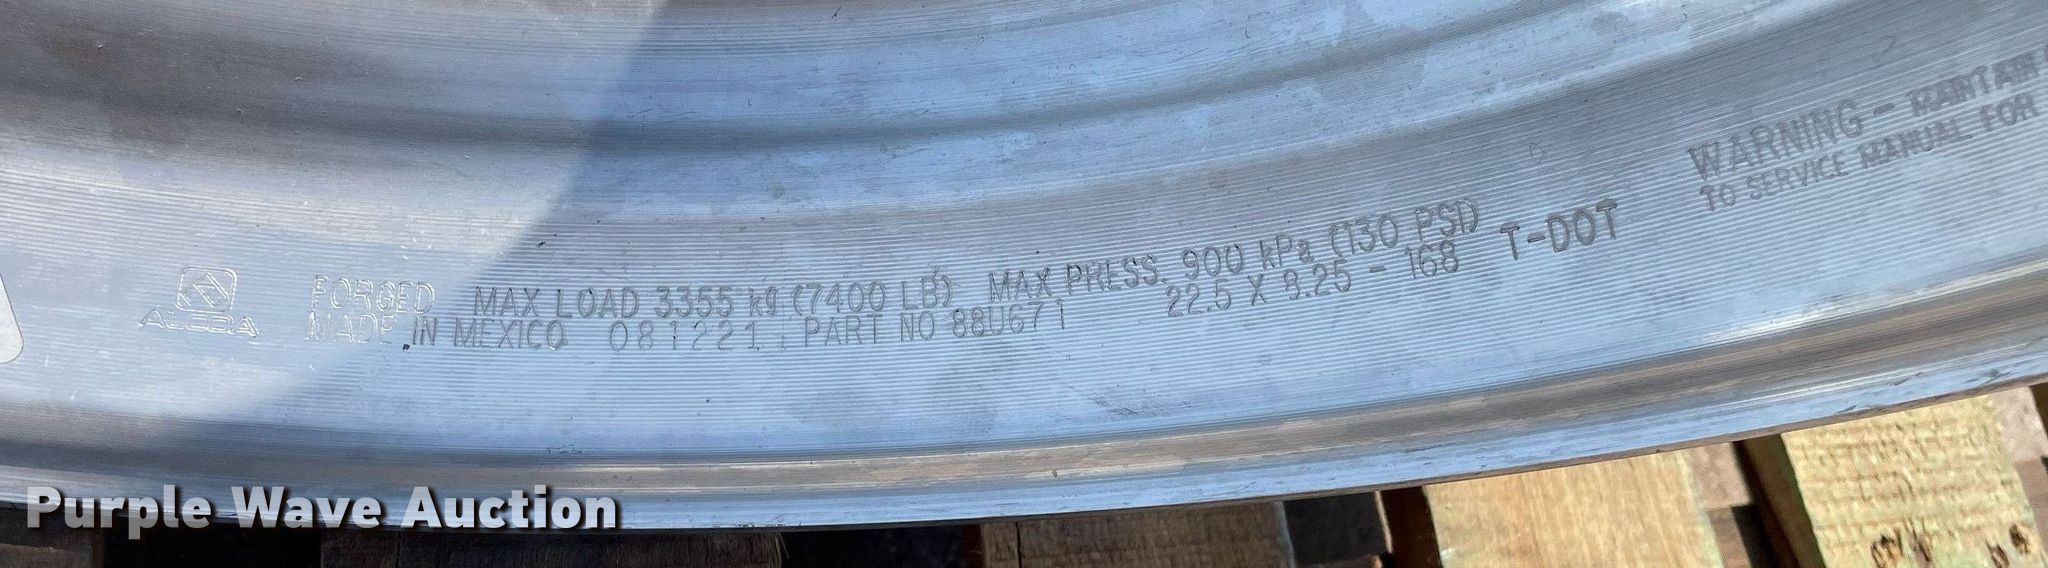 ALCOA
FORGED MAX LOAD 3355 kg (7400 LB) MAX PRESS. 900 kPa (130 PSI)
MADE IN MEXICO 081221 PART NO 88U671 22.5 X 8.25 - 168 T-DOT
WARNING - MAINTAIN
TO SERVICE MANUAL FOR
Purple Wave Auction